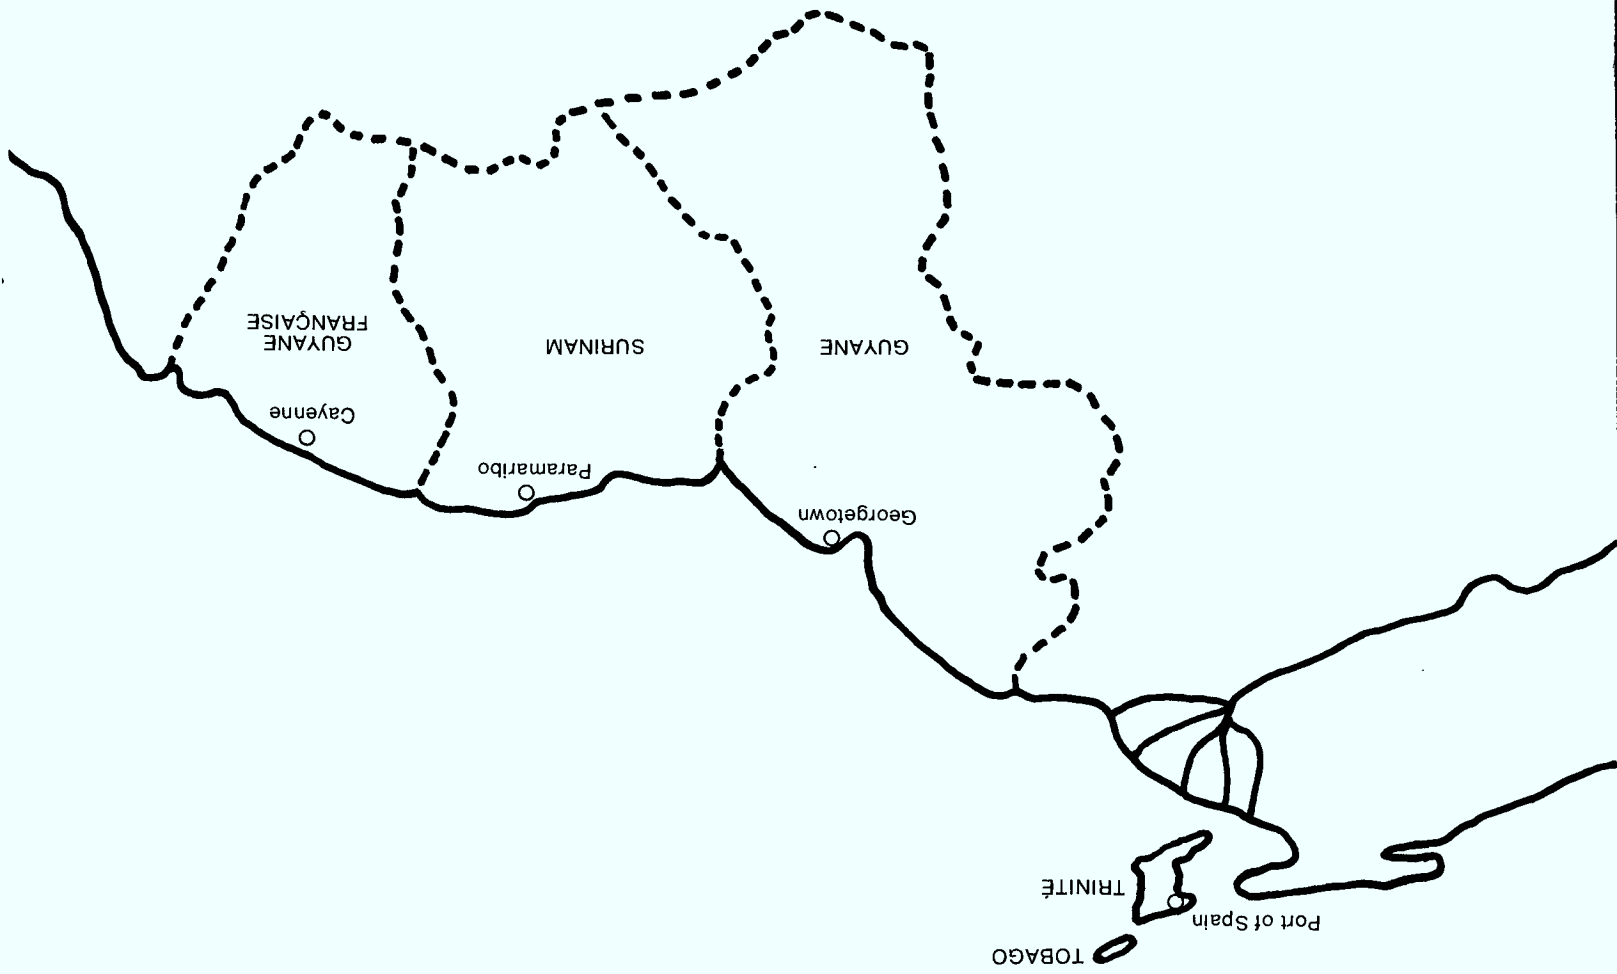 TOBAGO
Port of Spain
TRINITÉ
Georgetown
Paramaribo
Cayenne
GUYANE
SURINAM
GUYANE
FRANÇAISE